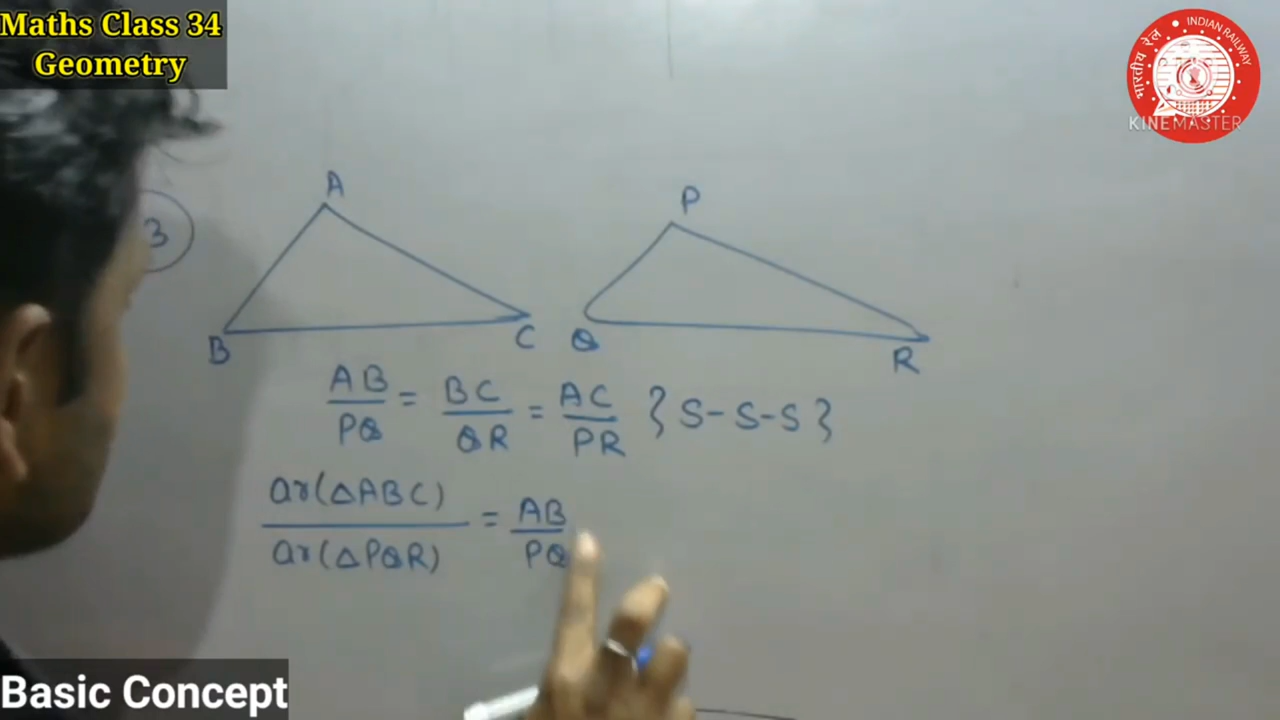 Maths Class 34
Geometry
भारतीय रेल • INDIAN RAILWAY
KINEMASTER
3
A
P
B
C
Q
R
AB/PQ = BC/QR = AC/PR } S-S-S }
ar(△ABC)/ar(△PQR) = AB/PQ
Basic Concept